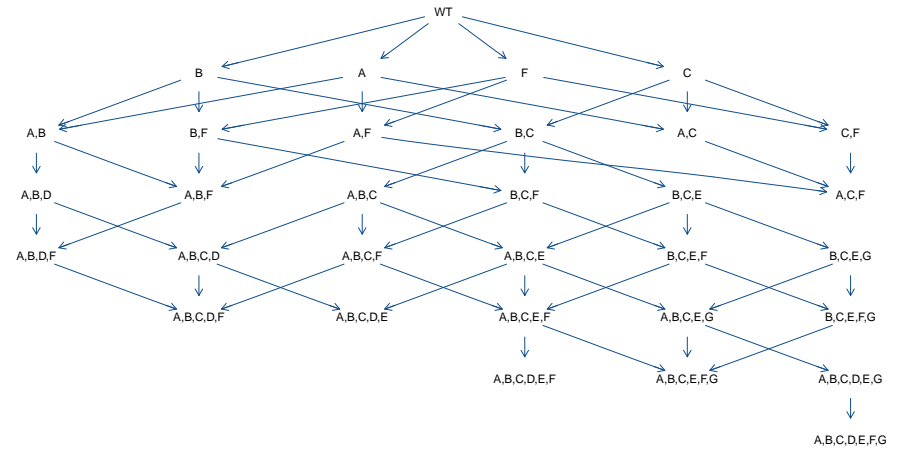 WT
B A F C
A,B B,F A,F B,C A,C C,F
A,B,D A,B,F A,B,C B,C,F B,C,E A,C,F
A,B,D,F A,B,C,D A,B,C,F A,B,C,E B,C,E,F B,C,E,G
A,B,C,D,F A,B,C,D,E A,B,C,E,F A,B,C,E,G B,C,E,F,G
A,B,C,D,E,F A,B,C,E,F,G A,B,C,D,E,G
A,B,C,D,E,F,G